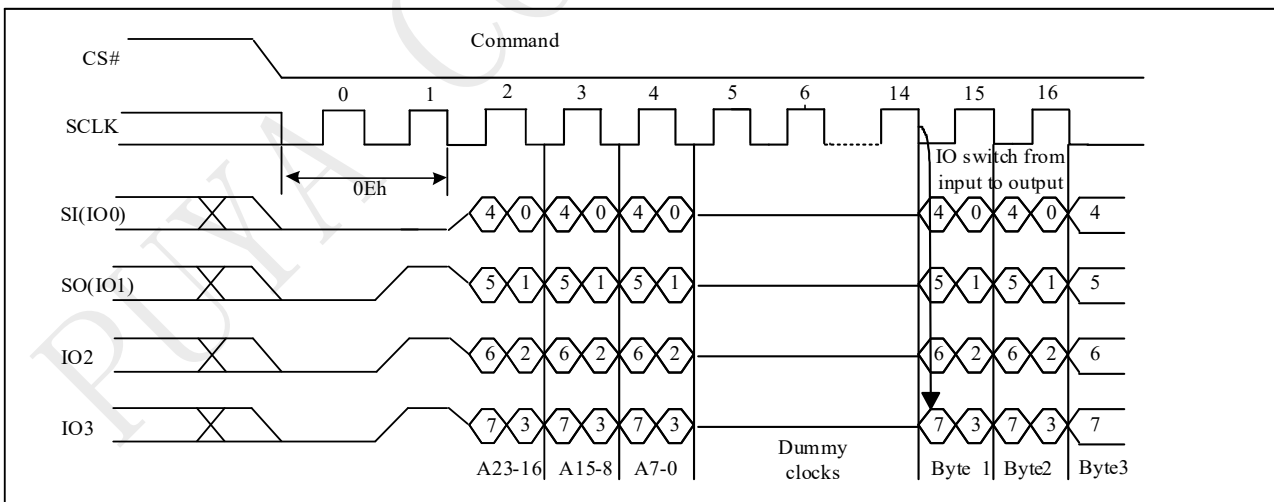 Command
CS#
0 1 2 3 4 5 6 14 15 16
SCLK
IO switch from
input to output
0Eh
SI(IO0) 4 0 4 0 4 0 4 0 4 0 4
SO(IO1) 5 1 5 1 5 1 5 1 5 1 5
IO2 6 2 6 2 6 2 6 2 6 2 6
IO3 7 3 7 3 7 3 7 3 7 3 7
A23-16 A15-8 A7-0 Dummy
clocks Byte 1 Byte2 Byte3
PUYA CO